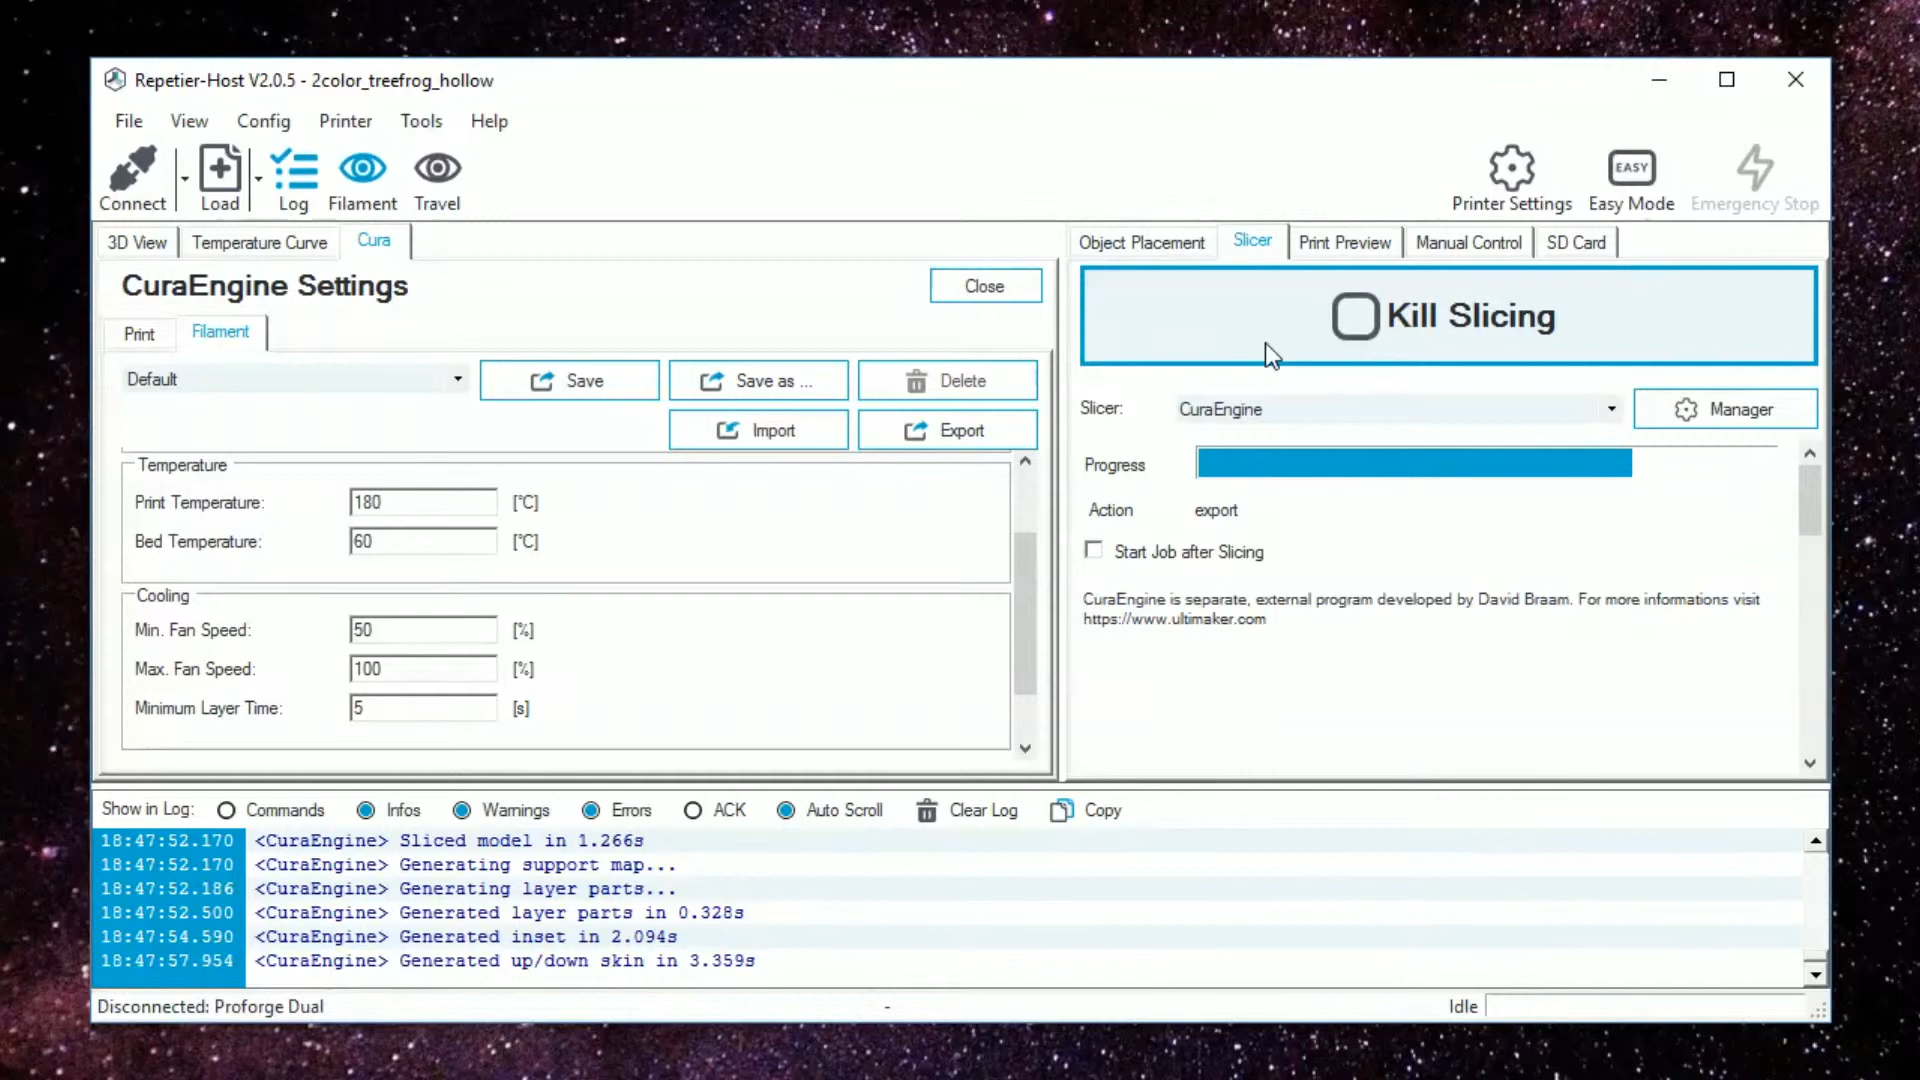 Repetier-Host V2.0.5 - 2color_treefrog_hollow
File View Config Printer Tools Help
Connect Load Log Filament Travel
EASY
Printer Settings Easy Mode Emergency Stop
3D View Temperature Curve Cura
Object Placement Slicer Print Preview Manual Control SD Card
CuraEngine Settings
Close
Print Filament
Default
Save
Save as ...
Delete
Import
Export
Temperature
Print Temperature: 180 [°C]
Bed Temperature: 60 [°C]
Cooling
Min. Fan Speed: 50 [%]
Max. Fan Speed: 100 [%]
Minimum Layer Time: 5 [s]
Kill Slicing
Slicer: CuraEngine
Manager
Progress
Action export
Start Job after Slicing
CuraEngine is separate, external program developed by David Braam. For more informations visit
https://www.ultimaker.com
Show in Log: Commands Infos Warnings Errors ACK Auto Scroll Clear Log Copy
18:47:52.170 <CuraEngine> Sliced model in 1.266s
18:47:52.170 <CuraEngine> Generating support map...
18:47:52.186 <CuraEngine> Generating layer parts...
18:47:52.500 <CuraEngine> Generated layer parts in 0.328s
18:47:54.590 <CuraEngine> Generated inset in 2.094s
18:47:57.954 <CuraEngine> Generated up/down skin in 3.359s
Disconnected: Proforge Dual - Idle